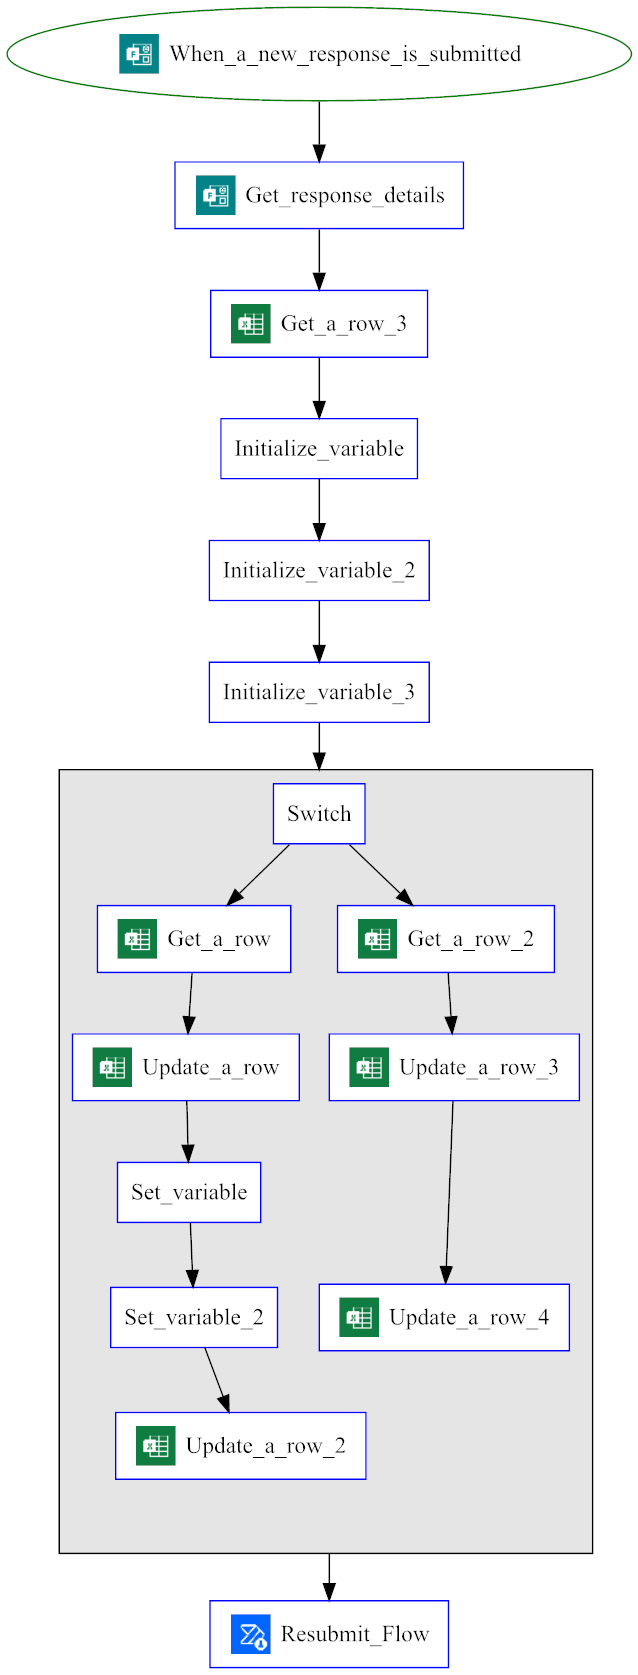 When_a_new_response_is_submitted
Get_response_details
Get_a_row_3
Initialize_variable
Initialize_variable_2
Initialize_variable_3
Switch
Get_a_row
Get_a_row_2
Update_a_row
Update_a_row_3
Set_variable
Set_variable_2
Update_a_row_4
Update_a_row_2
Resubmit_Flow